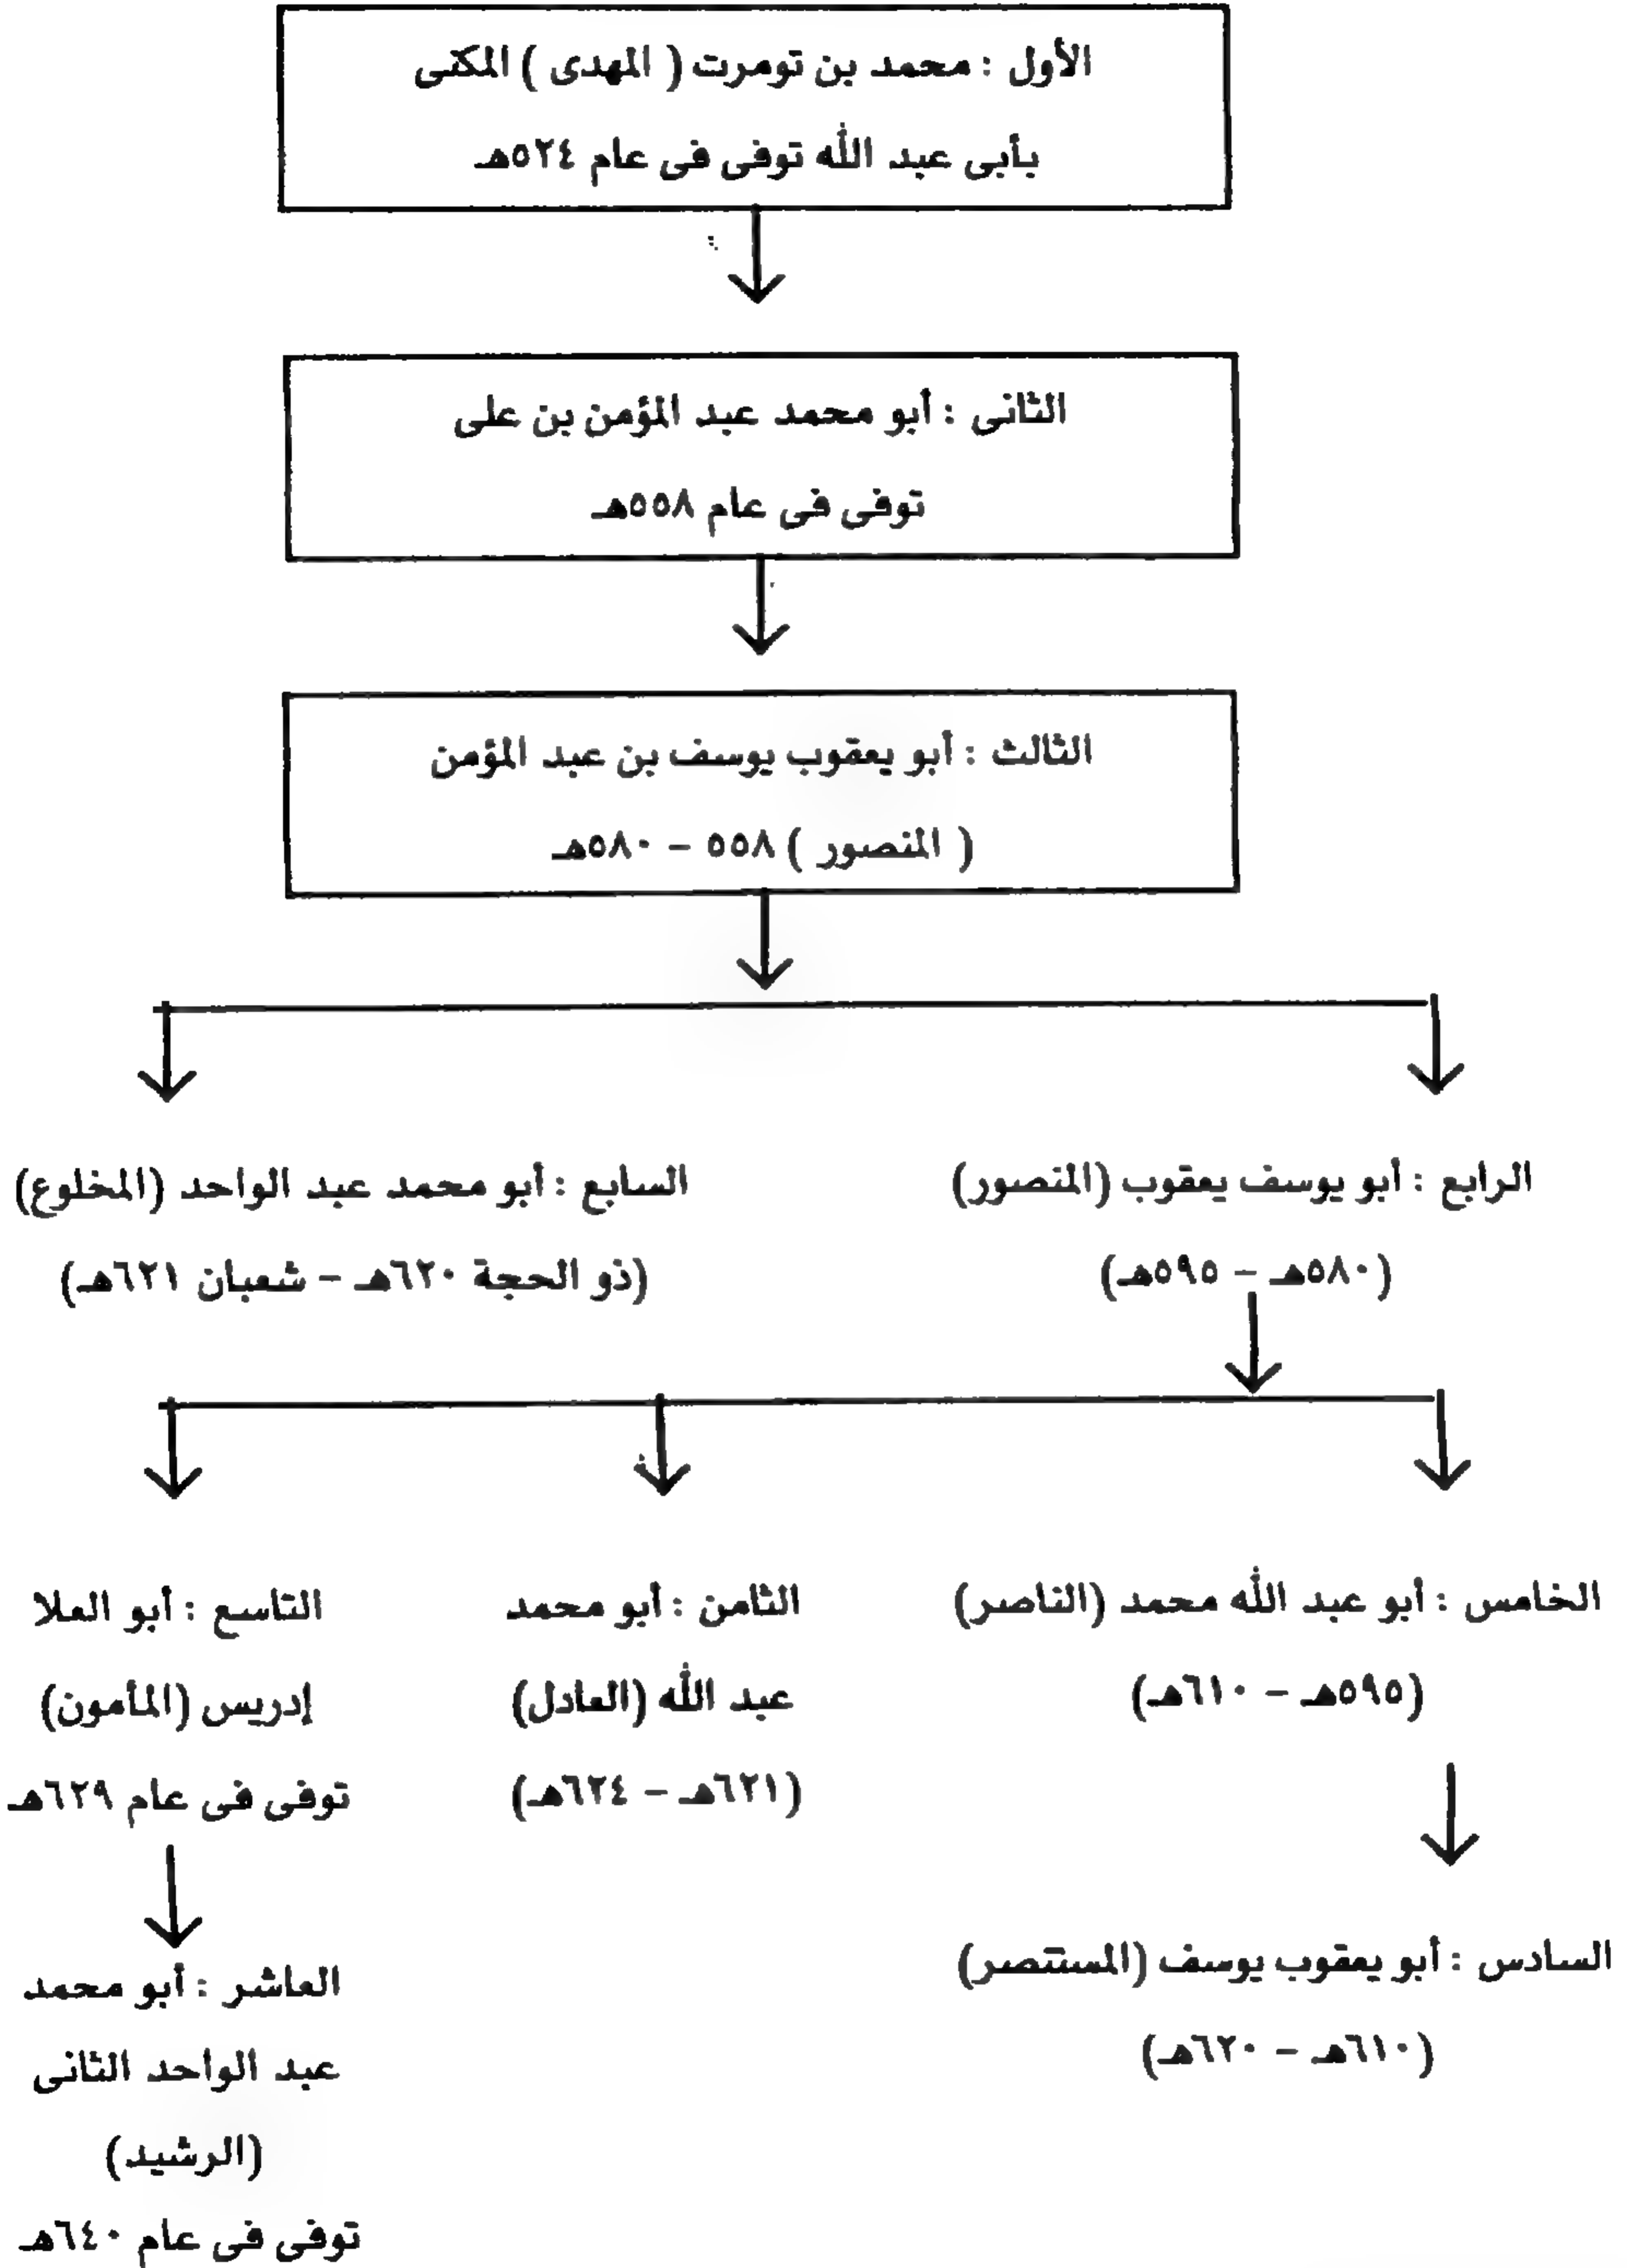 الأول : محمد بن تومرت ( المهدى ) المكنى
بأبى عبد الله توفى فى عام ٥٢٤هـ
الثانى : أبو محمد عبد المؤمن بن على
توفى فى عام ٥٥٨هـ
الثالث : أبو يعقوب يوسف بن عبد المؤمن
( المنصور ) ٥٥٨ – ٥٨٠هـ
الرابع : أبو يوسف يعقوب (المنصور)
(٥٨٠هـ – ٥٩٥هـ)
السابع : أبو محمد عبد الواحد (المخلوع)
(ذو الحجة ٦٢٠هـ – شعبان ٦٢١هـ)
الخامس : أبو عبد الله محمد (الناصر)
(٥٩٥هـ – ٦١٠هـ)
الثامن : أبو محمد
عبد الله (العادل)
(٦٢١هـ – ٦٢٤هـ)
التاسع : أبو العلا
إدريس (المأمون)
توفى فى عام ٦٢٩هـ
السادس : أبو يعقوب يوسف (المستتصر)
(٦١٠هـ – ٦٢٠هـ)
العاشر : أبو محمد
عبد الواحد الثانى
(الرشيد)
توفى فى عام ٦٤٠هـ